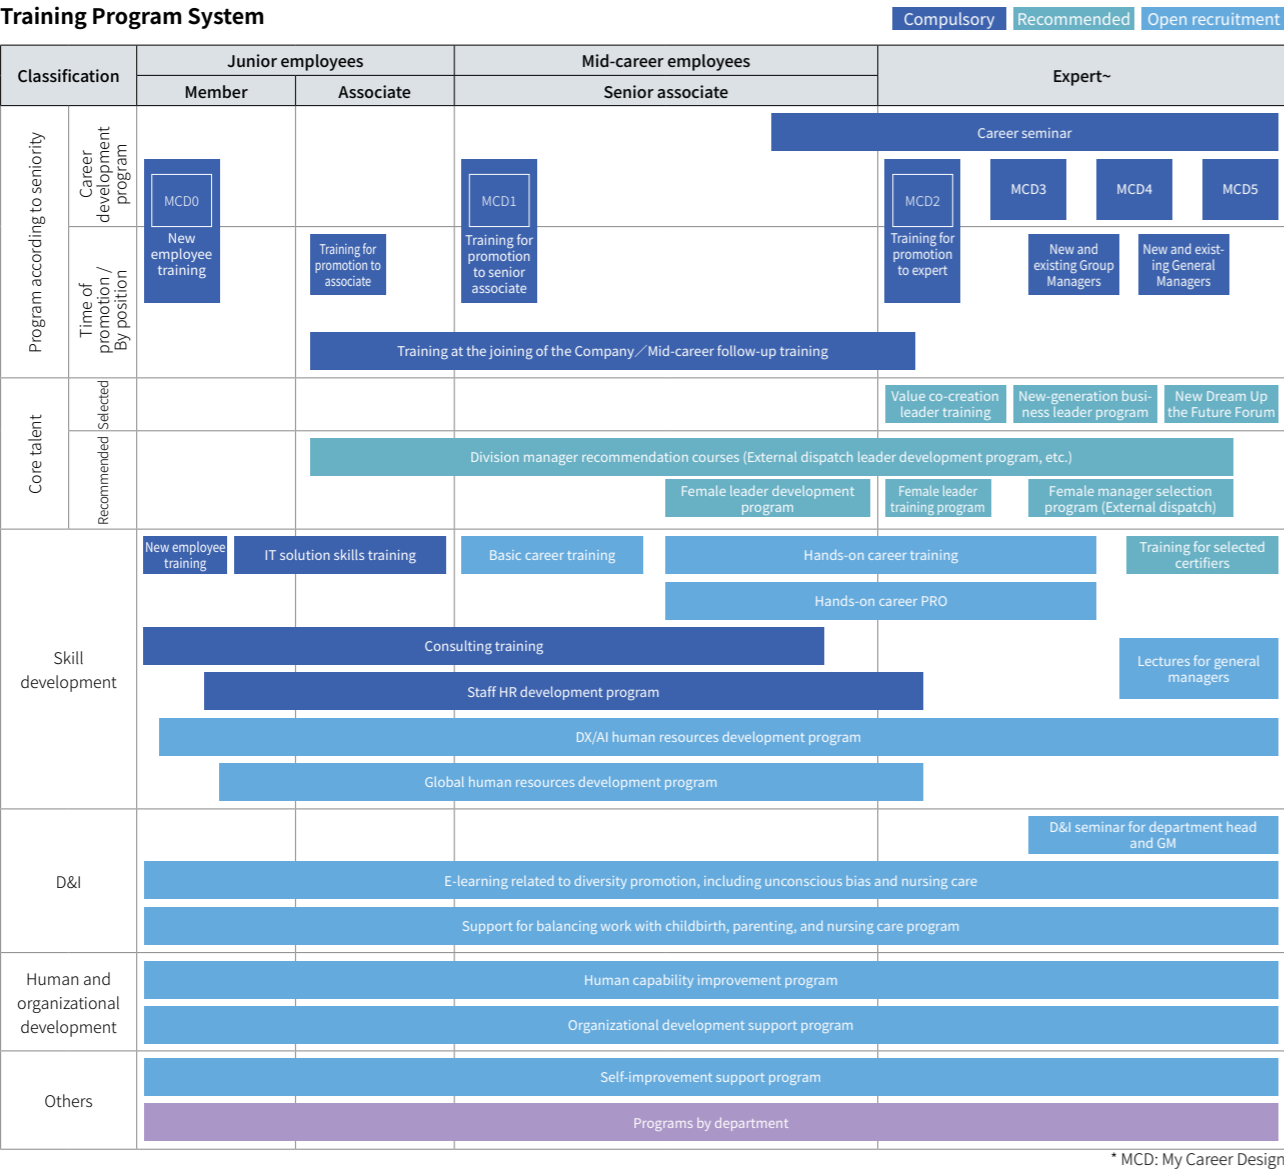 Training Program System
Compulsory
Recommended
Open recruitment
Classification
Junior employees
Mid-career employees
Expert~
Member
Associate
Senior associate
Program according to seniority
Career
development
program
Career seminar
MCD0
MCD1
MCD2
MCD3
MCD4
MCD5
Time of
promotion /
By position
New
employee
training
Training for
promotion to
associate
Training for
promotion
to senior
associate
Training for
promotion
to expert
New and
existing Group
Managers
New and exist-
ing General
Managers
Training at the joining of the Company／Mid-career follow-up training
Core talent
Selected
Value co-creation
leader training
New-generation busi-
ness leader program
New Dream Up
the Future Forum
Recommended
Division manager recommendation courses (External dispatch leader development program, etc.)
Female leader development
program
Female leader
training program
Female manager selection
program (External dispatch)
Skill
development
New employee
training
IT solution skills training
Basic career training
Hands-on career training
Training for selected
certifiers
Hands-on career PRO
Consulting training
Lectures for general
managers
Staff HR development program
DX/AI human resources development program
Global human resources development program
D&I
D&I seminar for department head
and GM
E-learning related to diversity promotion, including unconscious bias and nursing care
Support for balancing work with childbirth, parenting, and nursing care program
Human and
organizational
development
Human capability improvement program
Organizational development support program
Others
Self-improvement support program
Programs by department
* MCD: My Career Design